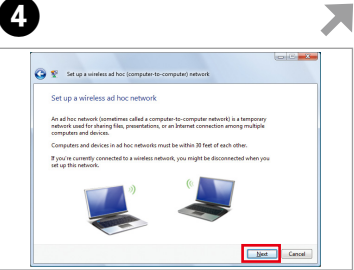 4
Set up a wireless ad hoc (computer-to-computer) network
Set up a wireless ad hoc network
An ad hoc network (sometimes called a computer-to-computer network) is a temporary
network used for sharing files, presentations, or an Internet connection among multiple
computers and devices.
Computers and devices in ad hoc networks must be within 30 feet of each other.
If you're currently connected to a wireless network, you might be disconnected when you
set up this network.
Next Cancel